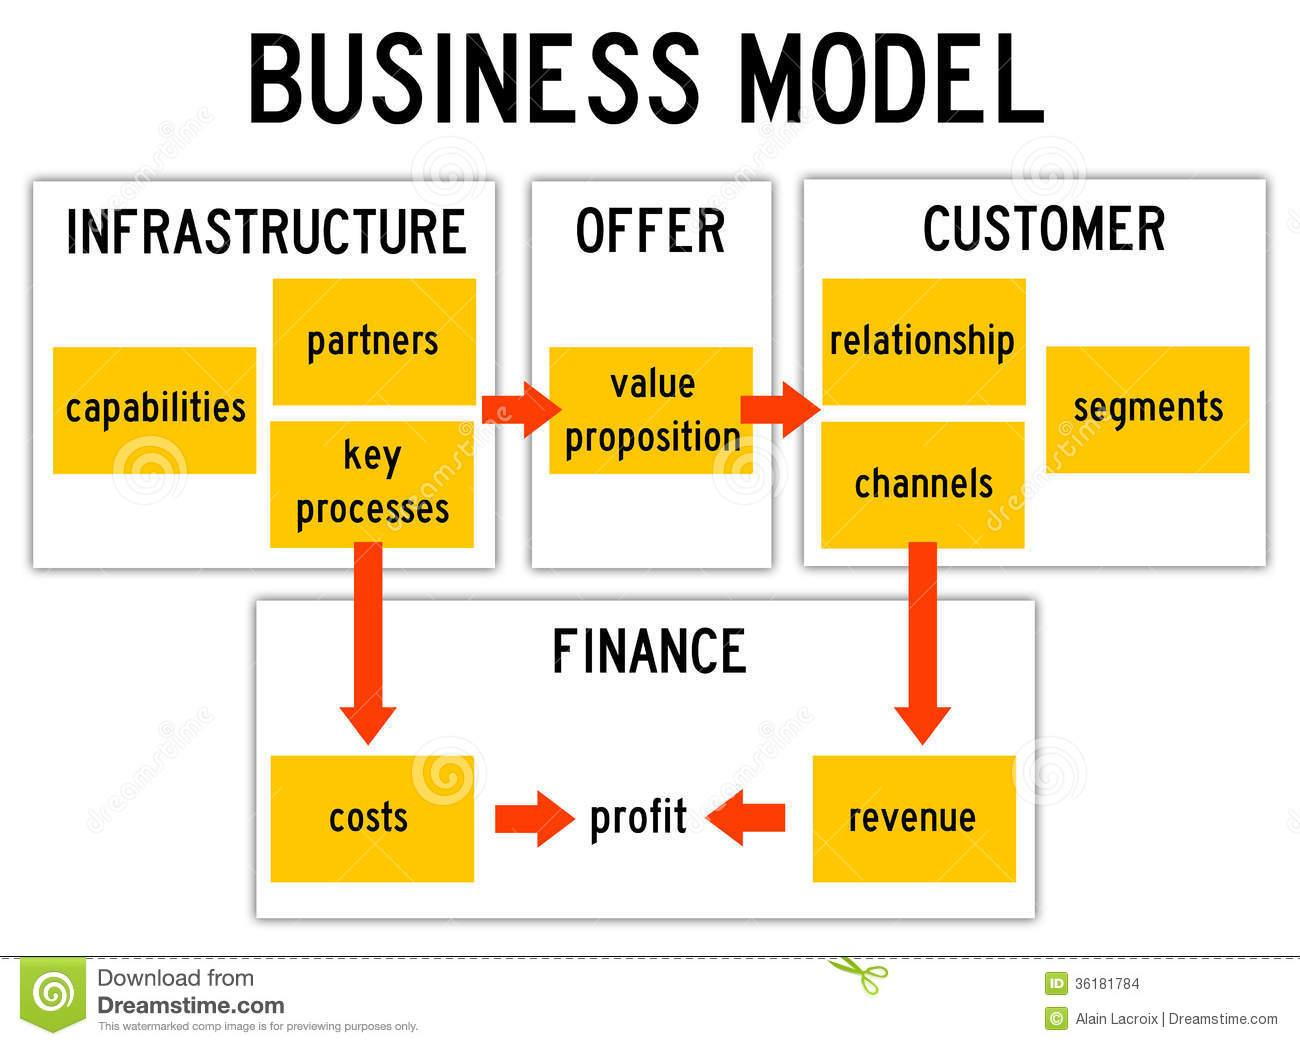 BUSINESS MODEL
INFRASTRUCTURE
OFFER
CUSTOMER
partners
capabilities
key
processes
value
proposition
relationship
channels
segments
FINANCE
costs
profit
revenue
Download from
Dreamstime.com
This watermarked comp image is for previewing purposes only.
ID 36181784
© Alain Lacroix | Dreamstime.com